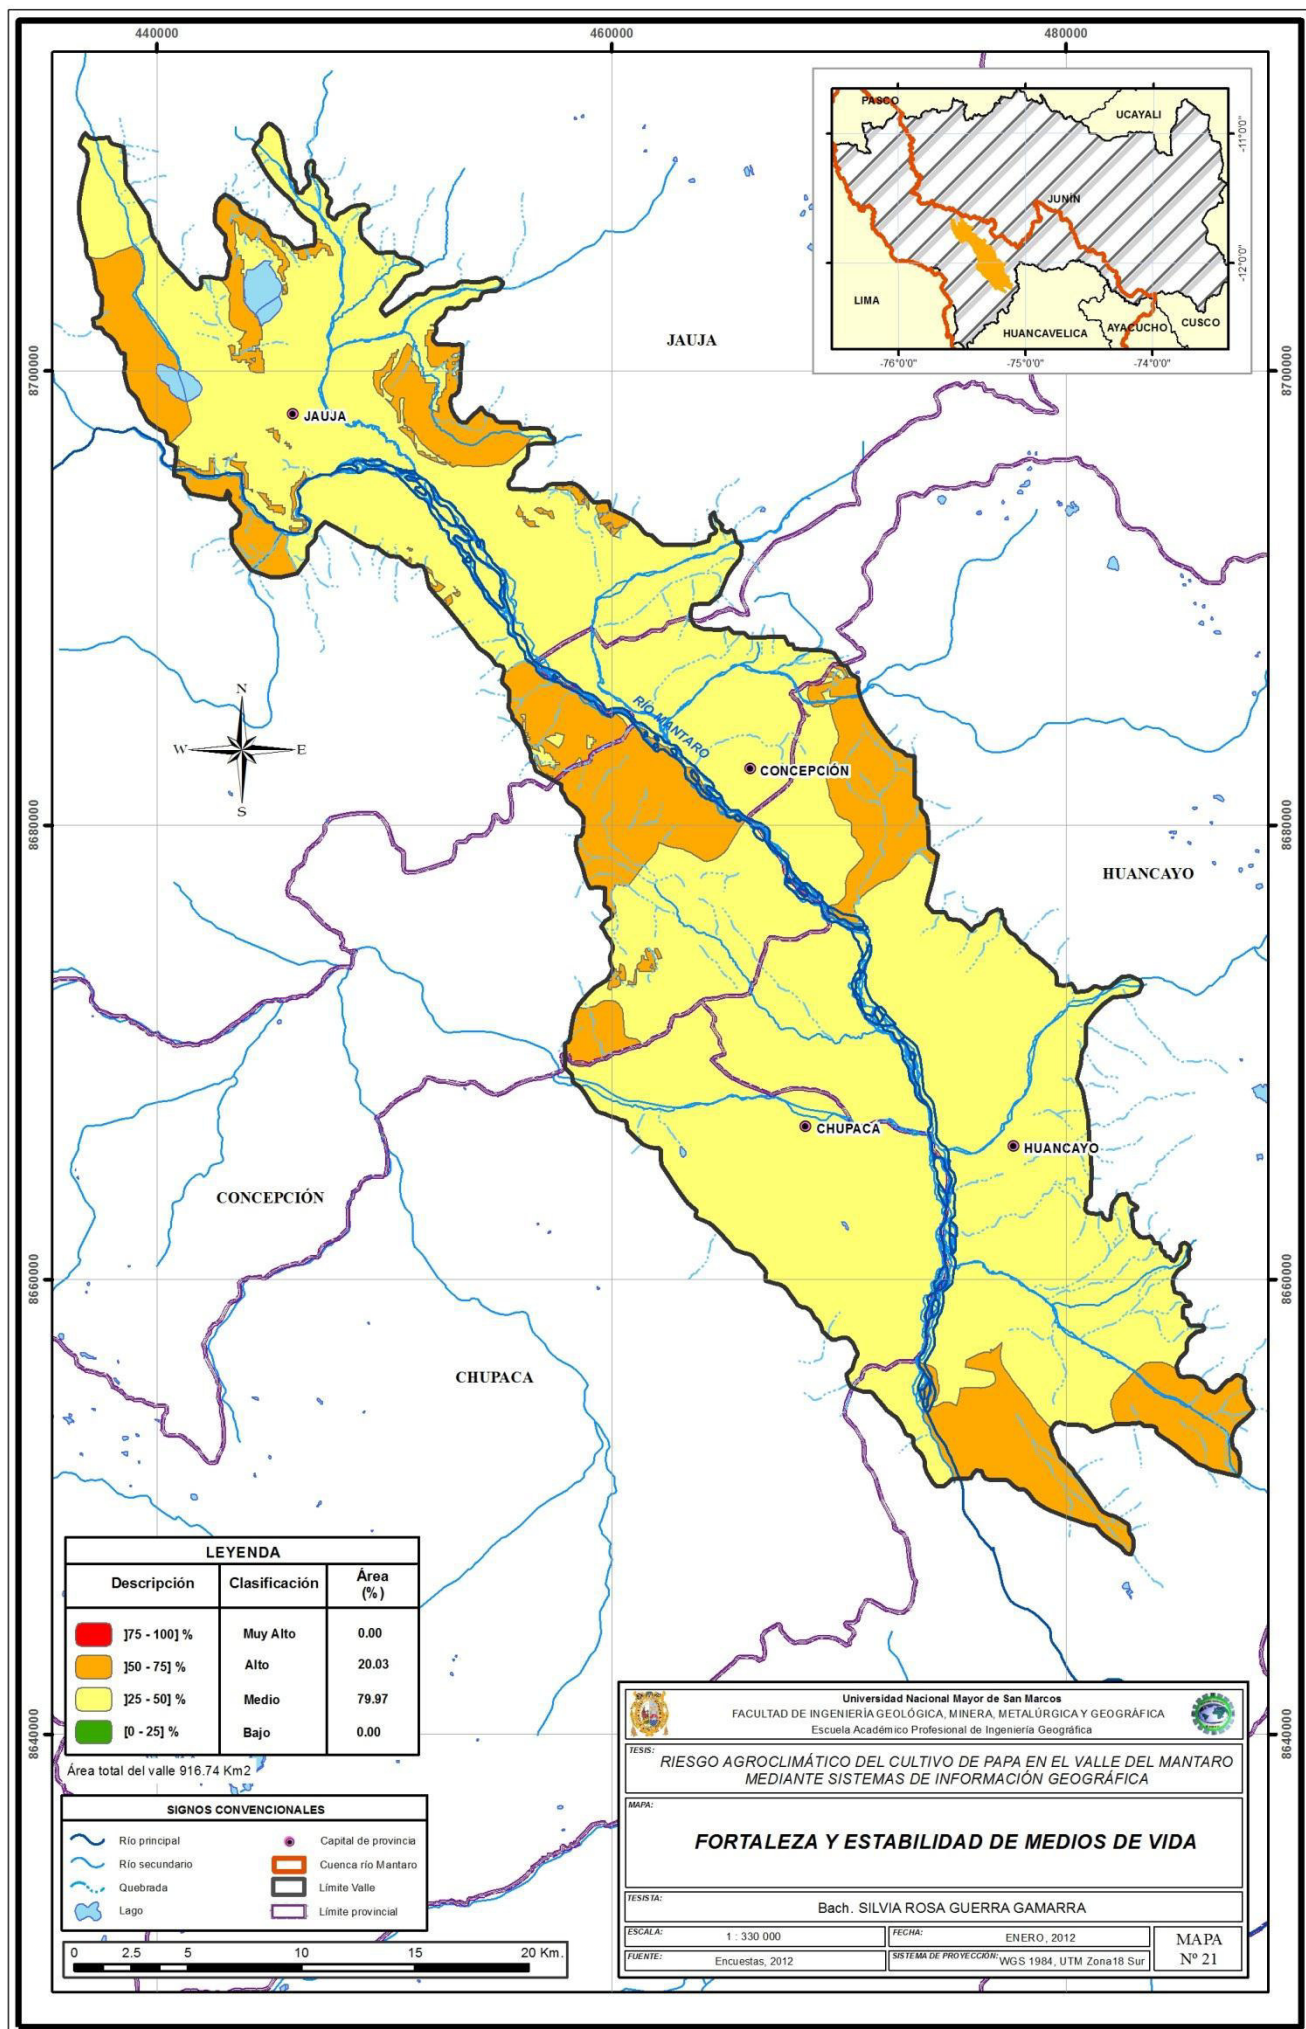 440000 460000 480000
PASCO
UCAYALI
-11°0'0"
JUNÍN
-12°0'0"
LIMA
HUANCAVELICA
AYACUCHO
CUSCO
-76°0'0" -75°0'0" -74°0'0"
JAUJA
8700000 8700000
JAUJA
N
W E
S
RÍO MANTARO
CONCEPCIÓN
8680000 8680000
HUANCAYO
CHUPACA
HUANCAYO
CONCEPCIÓN
8660000 8660000
CHUPACA
LEYENDA
Descripción Clasificación Área (%)
]75 - 100] % Muy Alto 0.00
]50 - 75] % Alto 20.03
]25 - 50] % Medio 79.97
[0 - 25] % Bajo 0.00
Área total del valle 916.74 Km2
8640000 8640000
SIGNOS CONVENCIONALES
Río principal Capital de provincia
Río secundario Cuenca río Mantaro
Quebrada Límite Valle
Lago Límite provincial
0 2.5 5 10 15 20 Km.
Universidad Nacional Mayor de San Marcos
FACULTAD DE INGENIERÍA GEOLÓGICA, MINERA, METALÚRGICA Y GEOGRÁFICA
Escuela Académico Profesional de Ingeniería Geográfica
TESIS:
RIESGO AGROCLIMÁTICO DEL CULTIVO DE PAPA EN EL VALLE DEL MANTARO
MEDIANTE SISTEMAS DE INFORMACIÓN GEOGRÁFICA
MAPA:
FORTALEZA Y ESTABILIDAD DE MEDIOS DE VIDA
TESISTA:
Bach. SILVIA ROSA GUERRA GAMARRA
ESCALA: 1 : 330 000 FECHA: ENERO, 2012
FUENTE: Encuestas, 2012 SISTEMA DE PROYECCIÓN: WGS 1984, UTM Zona18 Sur
MAPA
Nº 21